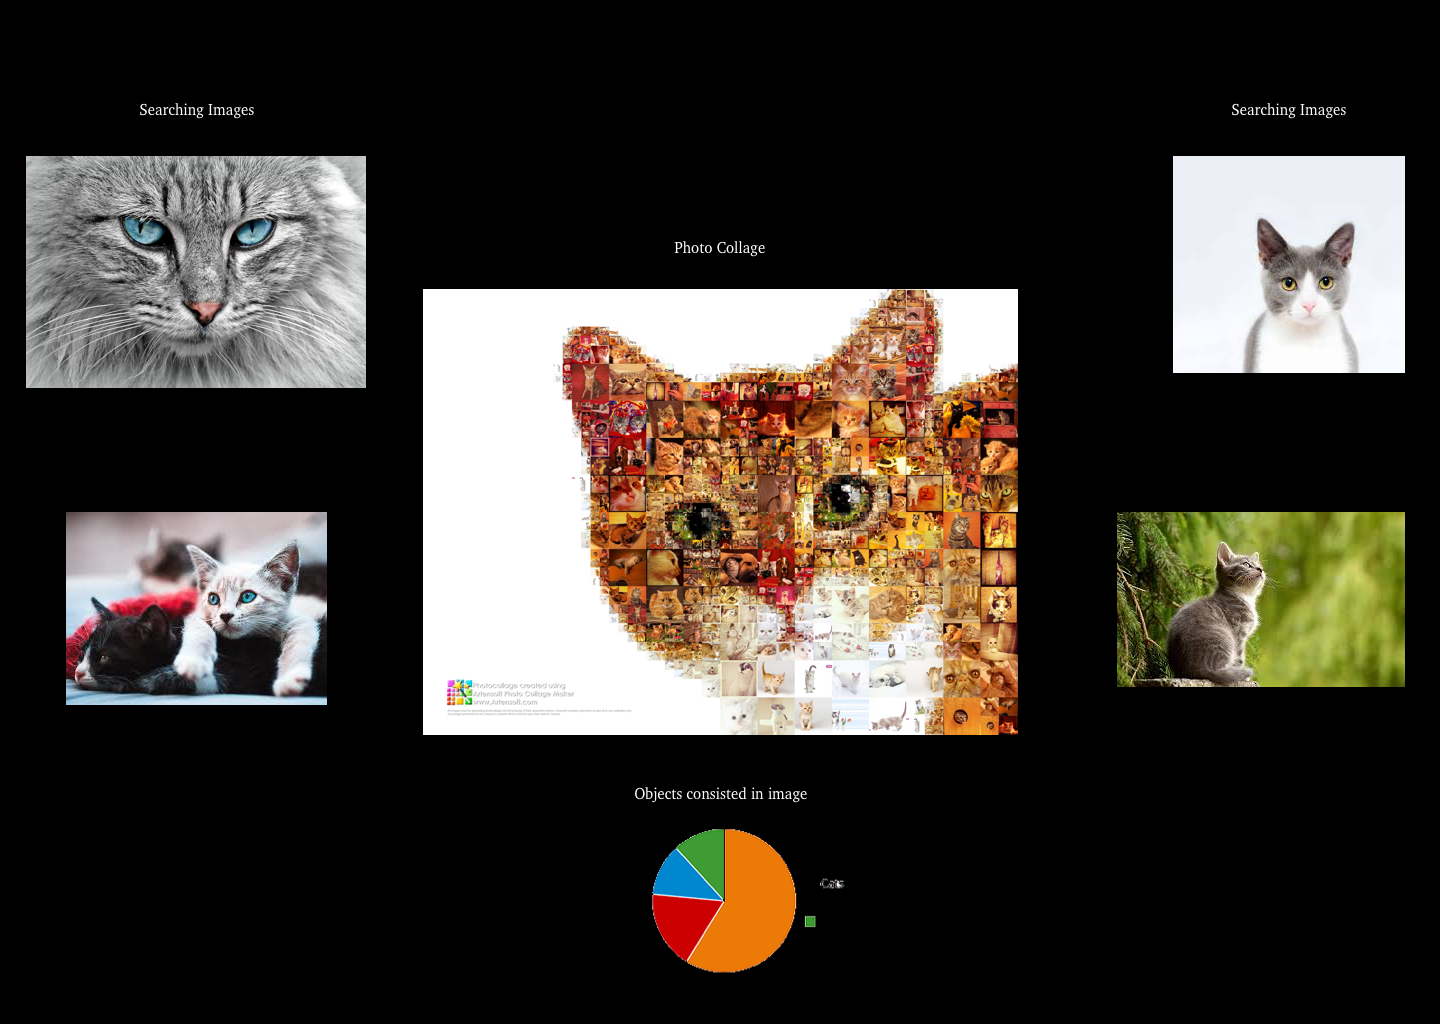 Searching Images
Searching Images
Photo Collage
Photocollage created using
Artensoft Photo Collage Maker
www.Artensoft.com
Objects consisted in image
Cats